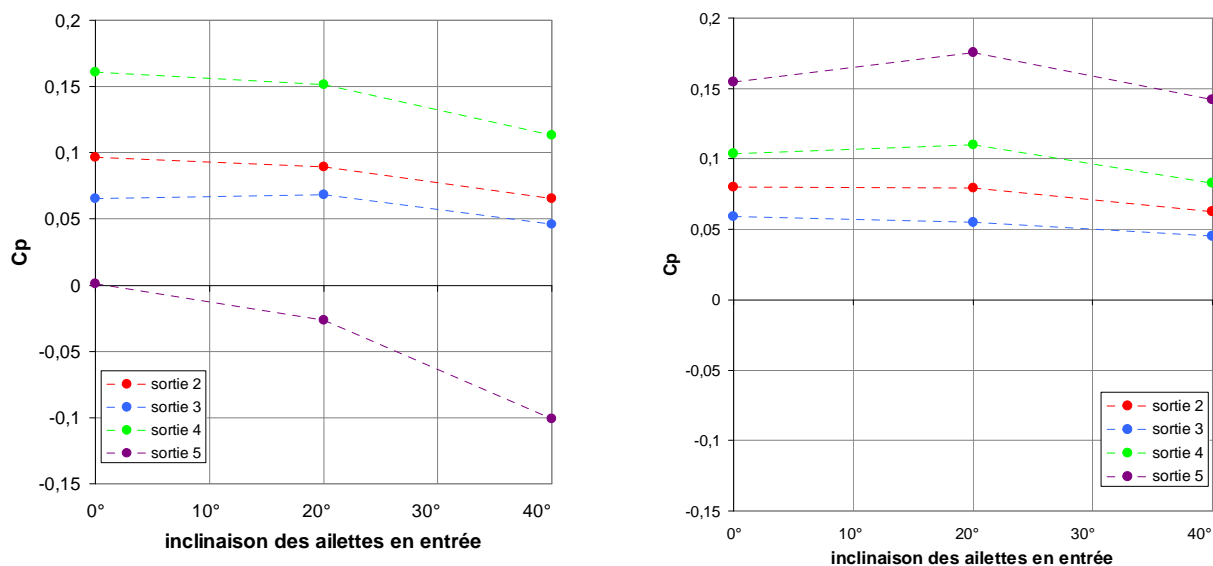 0,2
0,15
0,1
0,05
0
-0,05
-0,1
-0,15
Cp
sortie 2
sortie 3
sortie 4
sortie 5
0° 10° 20° 30° 40°
inclinaison des ailettes en entrée
0,2
0,15
0,1
0,05
0
-0,05
-0,1
-0,15
Cp
sortie 2
sortie 3
sortie 4
sortie 5
0° 10° 20° 30° 40°
inclinaison des ailettes en entrée